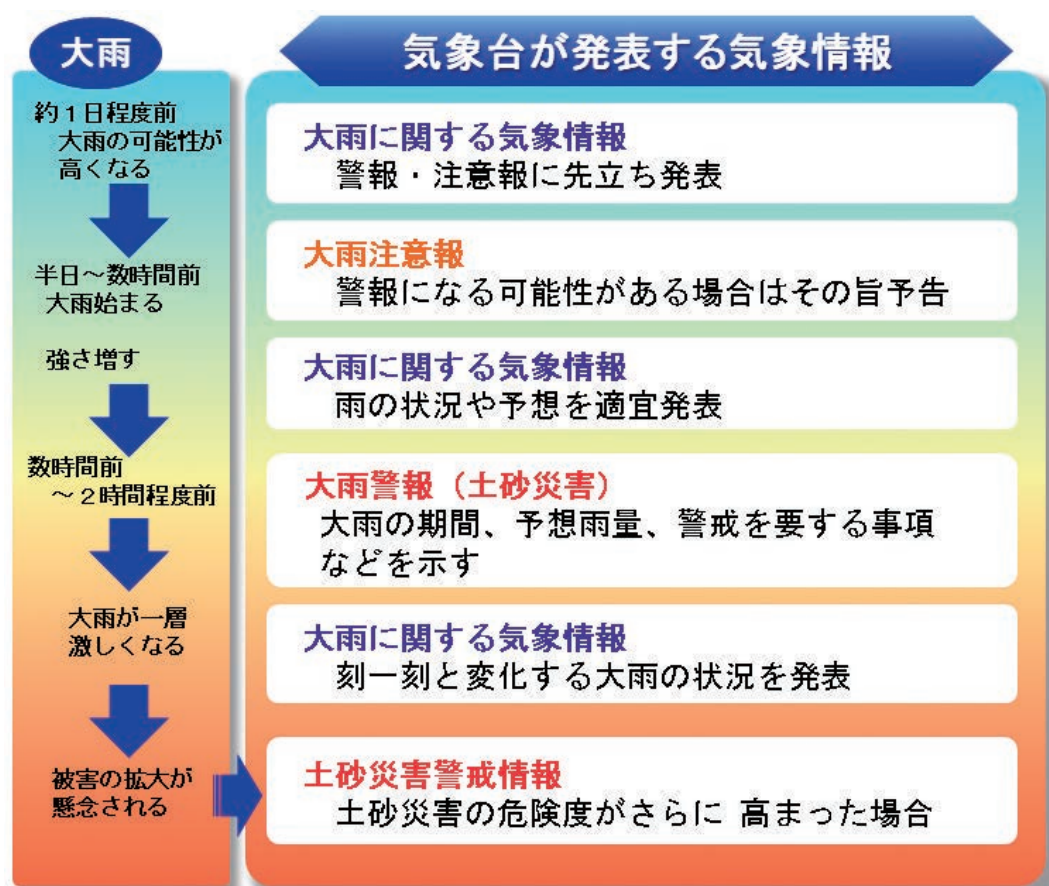 大雨
気象台が発表する気象情報
約1日程度前
大雨の可能性が
高くなる
大雨に関する気象情報
警報・注意報に先立ち発表
半日～数時間前
大雨始まる
大雨注意報
警報になる可能性がある場合はその旨予告
強さ増す
大雨に関する気象情報
雨の状況や予想を適宜発表
数時間前
～2時間程度前
大雨警報（土砂災害）
大雨の期間、予想雨量、警戒を要する事項
などを示す
大雨が一層
激しくなる
大雨に関する気象情報
刻一刻と変化する大雨の状況を発表
被害の拡大が
懸念される
土砂災害警戒情報
土砂災害の危険度がさらに 高まった場合